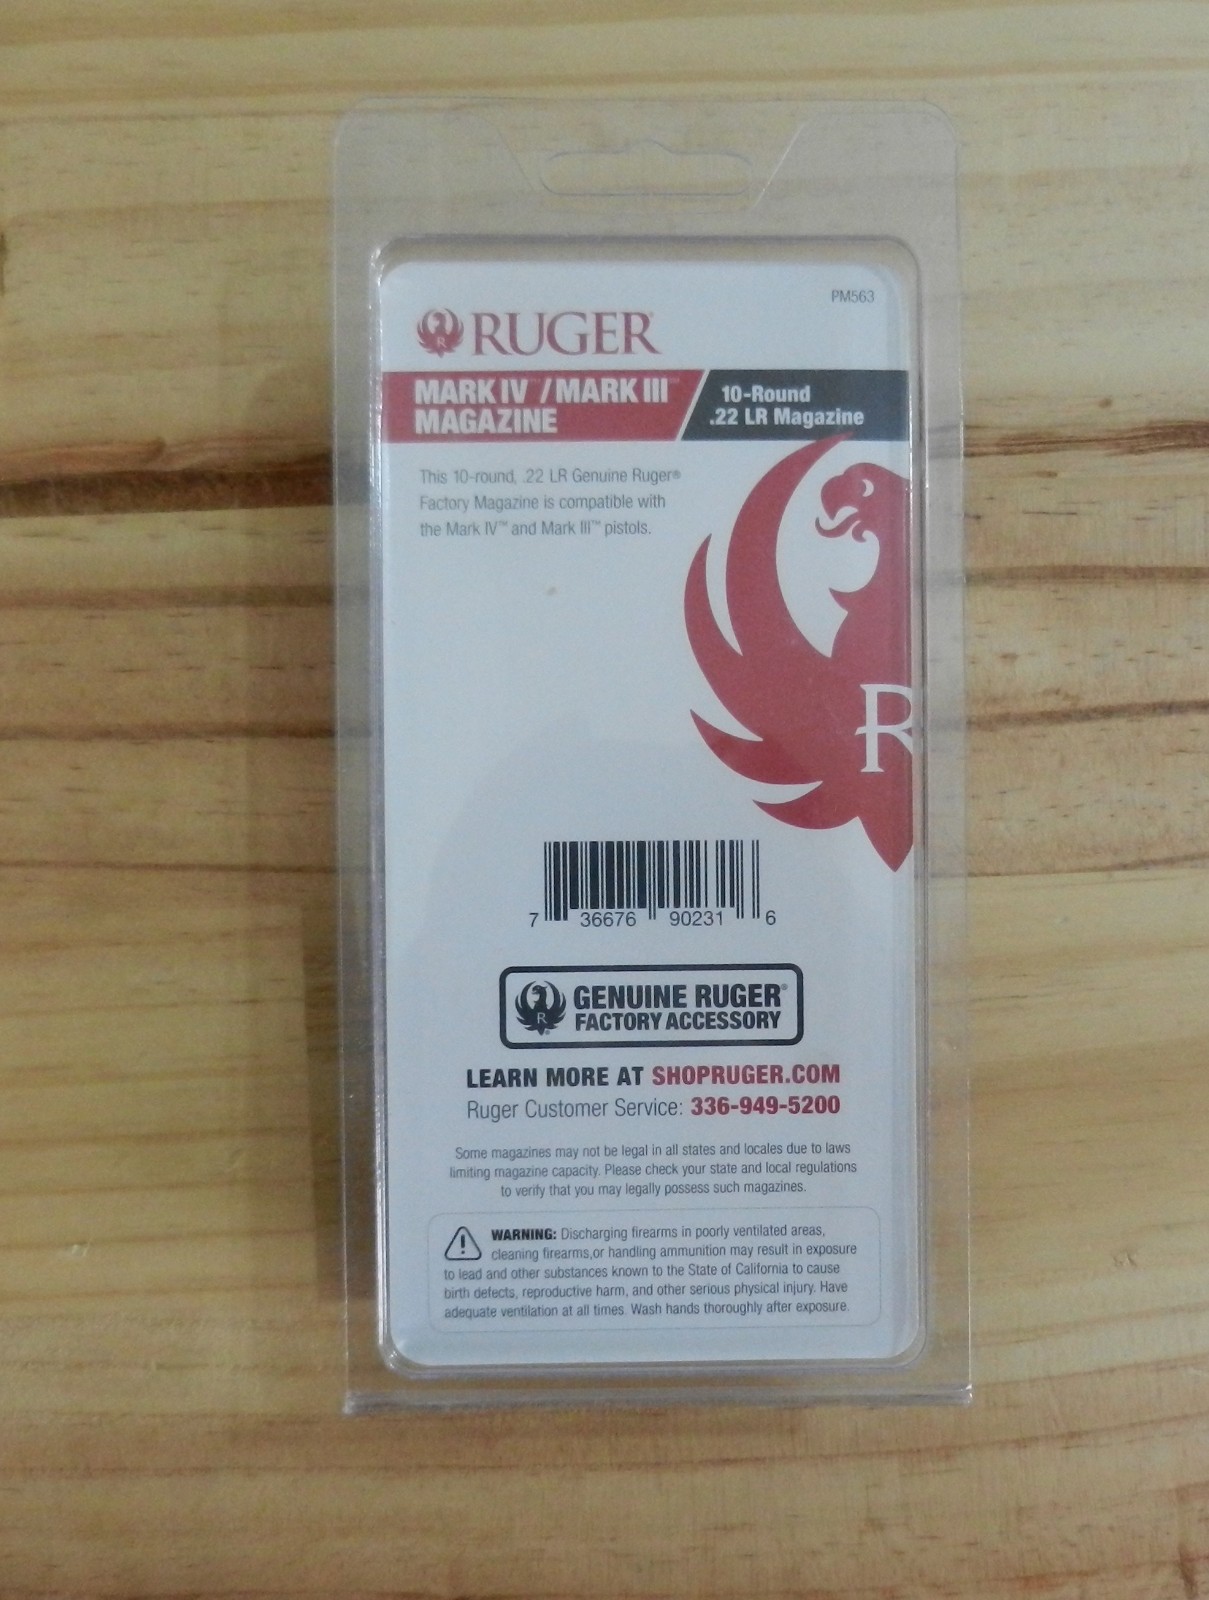 PM563
RUGER®
MARK IV™ / MARK III™
MAGAZINE
10-Round
.22 LR Magazine
This 10-round, .22 LR Genuine Ruger®
Factory Magazine is compatible with
the Mark IV™ and Mark III™ pistols.
R
7 36676 90231 6
R
GENUINE RUGER®
FACTORY ACCESSORY
LEARN MORE AT SHOPRUGER.COM
Ruger Customer Service: 336-949-5200
Some magazines may not be legal in all states and locales due to laws
limiting magazine capacity. Please check your state and local regulations
to verify that you may legally possess such magazines.
WARNING: Discharging firearms in poorly ventilated areas,
cleaning firearms,or handling ammunition may result in exposure
to lead and other substances known to the State of California to cause
birth defects, reproductive harm, and other serious physical injury. Have
adequate ventilation at all times. Wash hands thoroughly after exposure.